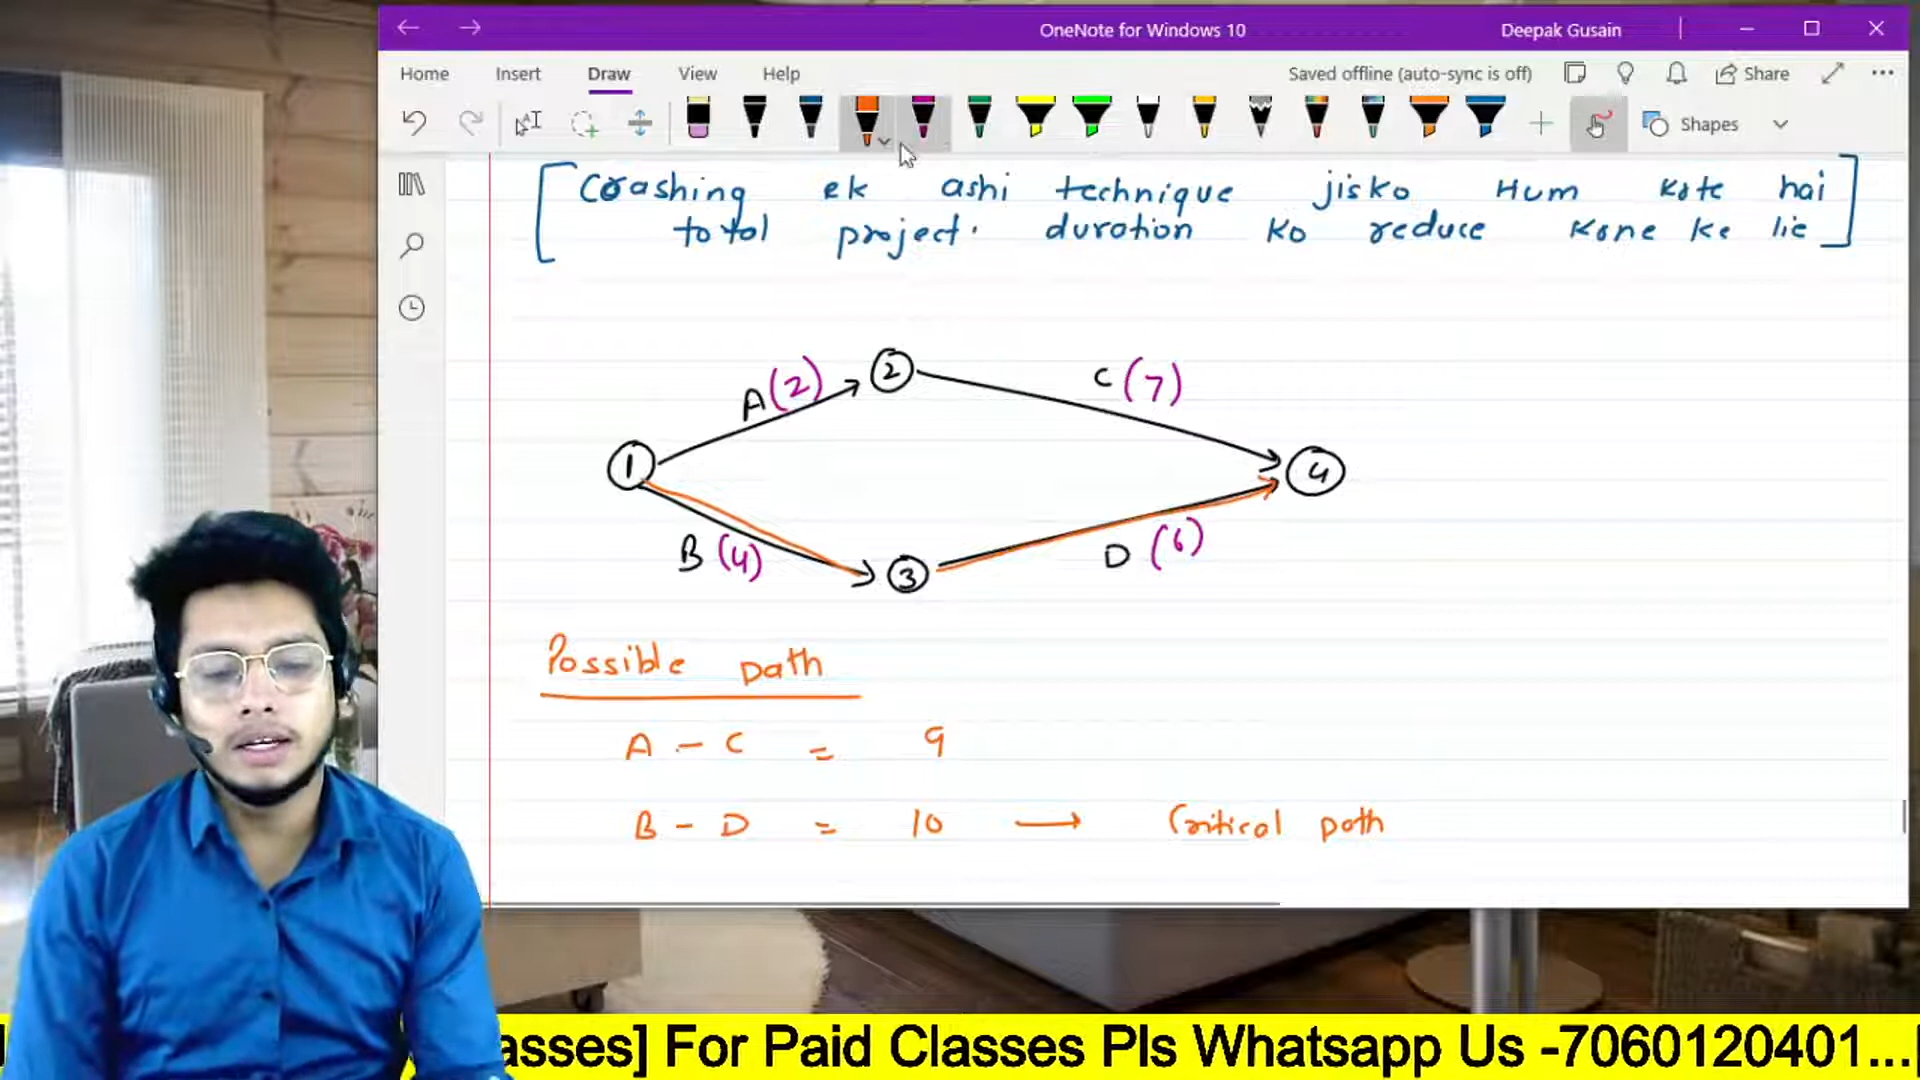 OneNote for Windows 10
Deepak Gusain
Home Insert Draw View Help
Saved offline (auto-sync is off)
Share
Shapes
[Crashing ek ashi technique jisko Hum krte hai
total project. duration ko reduce krne ke lie]
A (2)
2
C (7)
1
4
B (4)
3
D (6)
Possible path
A - C = 9
B - D = 10 → Critical path
asses] For Paid Classes Pls Whatsapp Us -7060120401...[